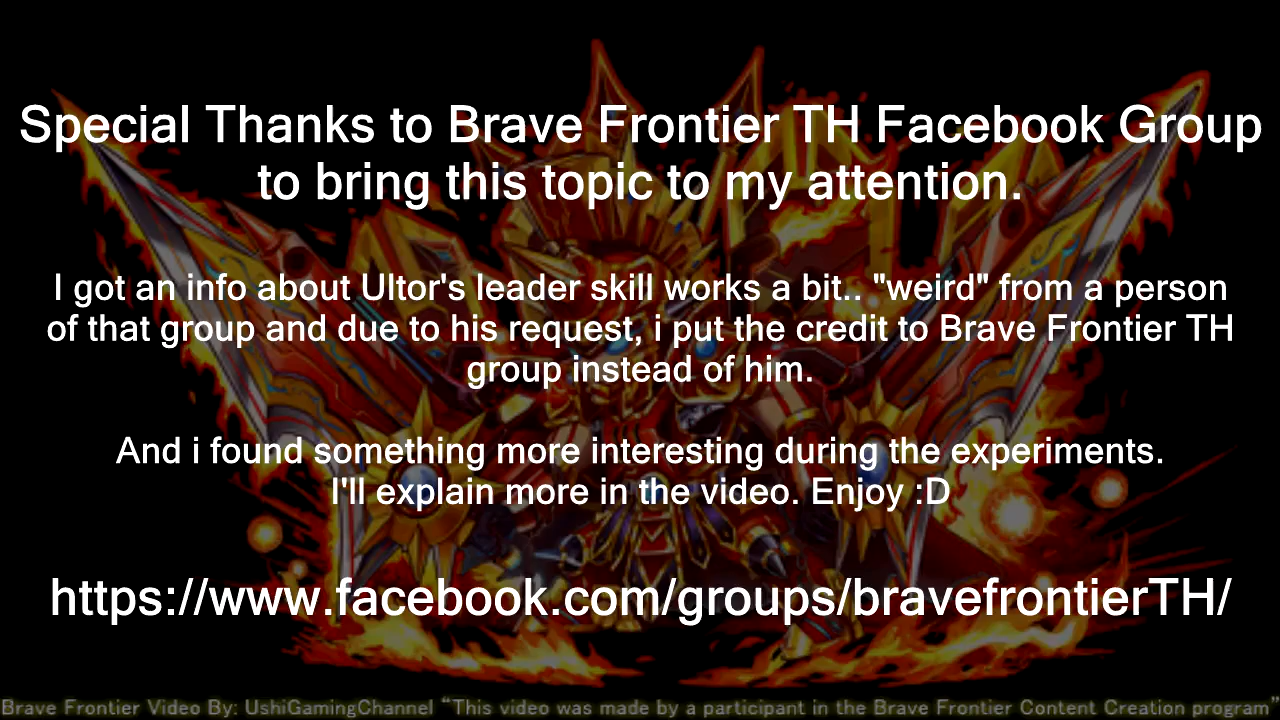 Special Thanks to Brave Frontier TH Facebook Group
to bring this topic to my attention.
I got an info about Ultor's leader skill works a bit.. "weird" from a person
of that group and due to his request, i put the credit to Brave Frontier TH
group instead of him.
And i found something more interesting during the experiments.
I'll explain more in the video. Enjoy :D
https://www.facebook.com/groups/bravefrontierTH/
Brave Frontier Video By: UshiGamingChannel “This video was made by a participant in the Brave Frontier Content Creation program”